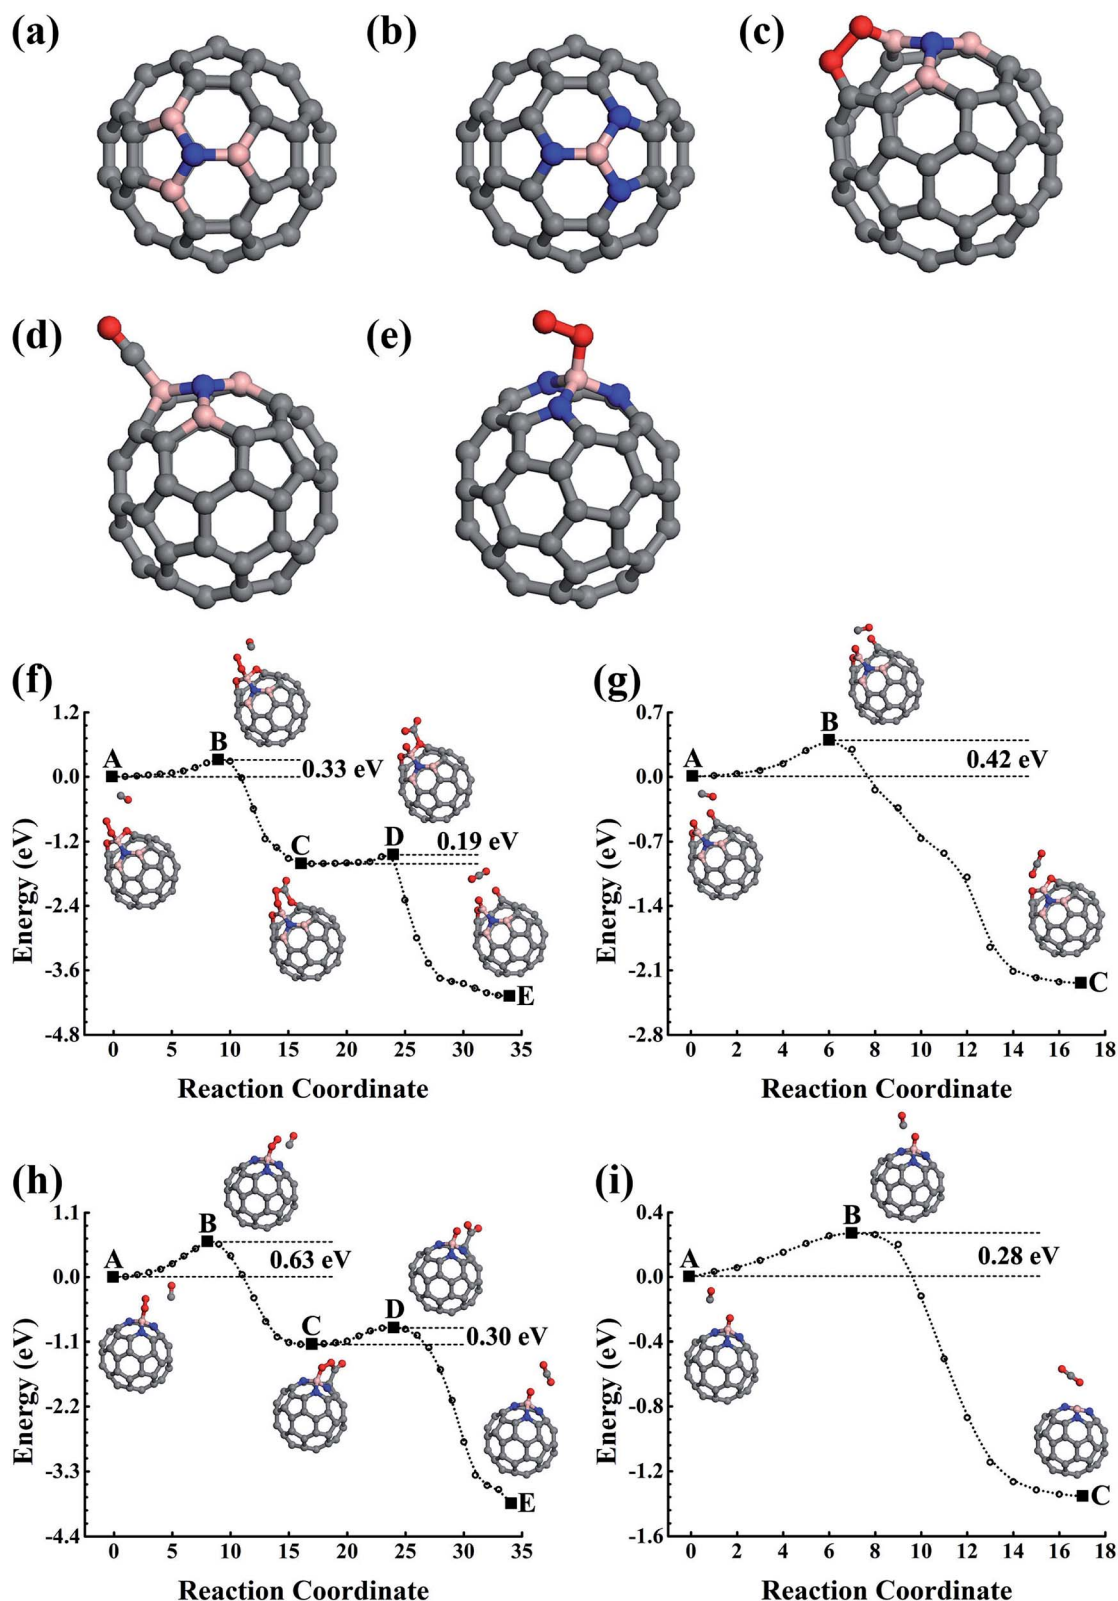 (a) (b) (c)
(d) (e)
(f)
1.2
0.0
-1.2
-2.4
-3.6
-4.8
Energy (eV)
A
B
0.33 eV
C
D
0.19 eV
E
0 5 10 15 20 25 30 35
Reaction Coordinate
(g)
0.7
0.0
-0.7
-1.4
-2.1
-2.8
Energy (eV)
A
B
0.42 eV
C
0 2 4 6 8 10 12 14 16 18
Reaction Coordinate
(h)
1.1
0.0
-1.1
-2.2
-3.3
-4.4
Energy (eV)
A
B
0.63 eV
C
D
0.30 eV
E
0 5 10 15 20 25 30 35
Reaction Coordinate
(i)
0.4
0.0
-0.4
-0.8
-1.2
-1.6
Energy (eV)
A
B
0.28 eV
C
0 2 4 6 8 10 12 14 16 18
Reaction Coordinate